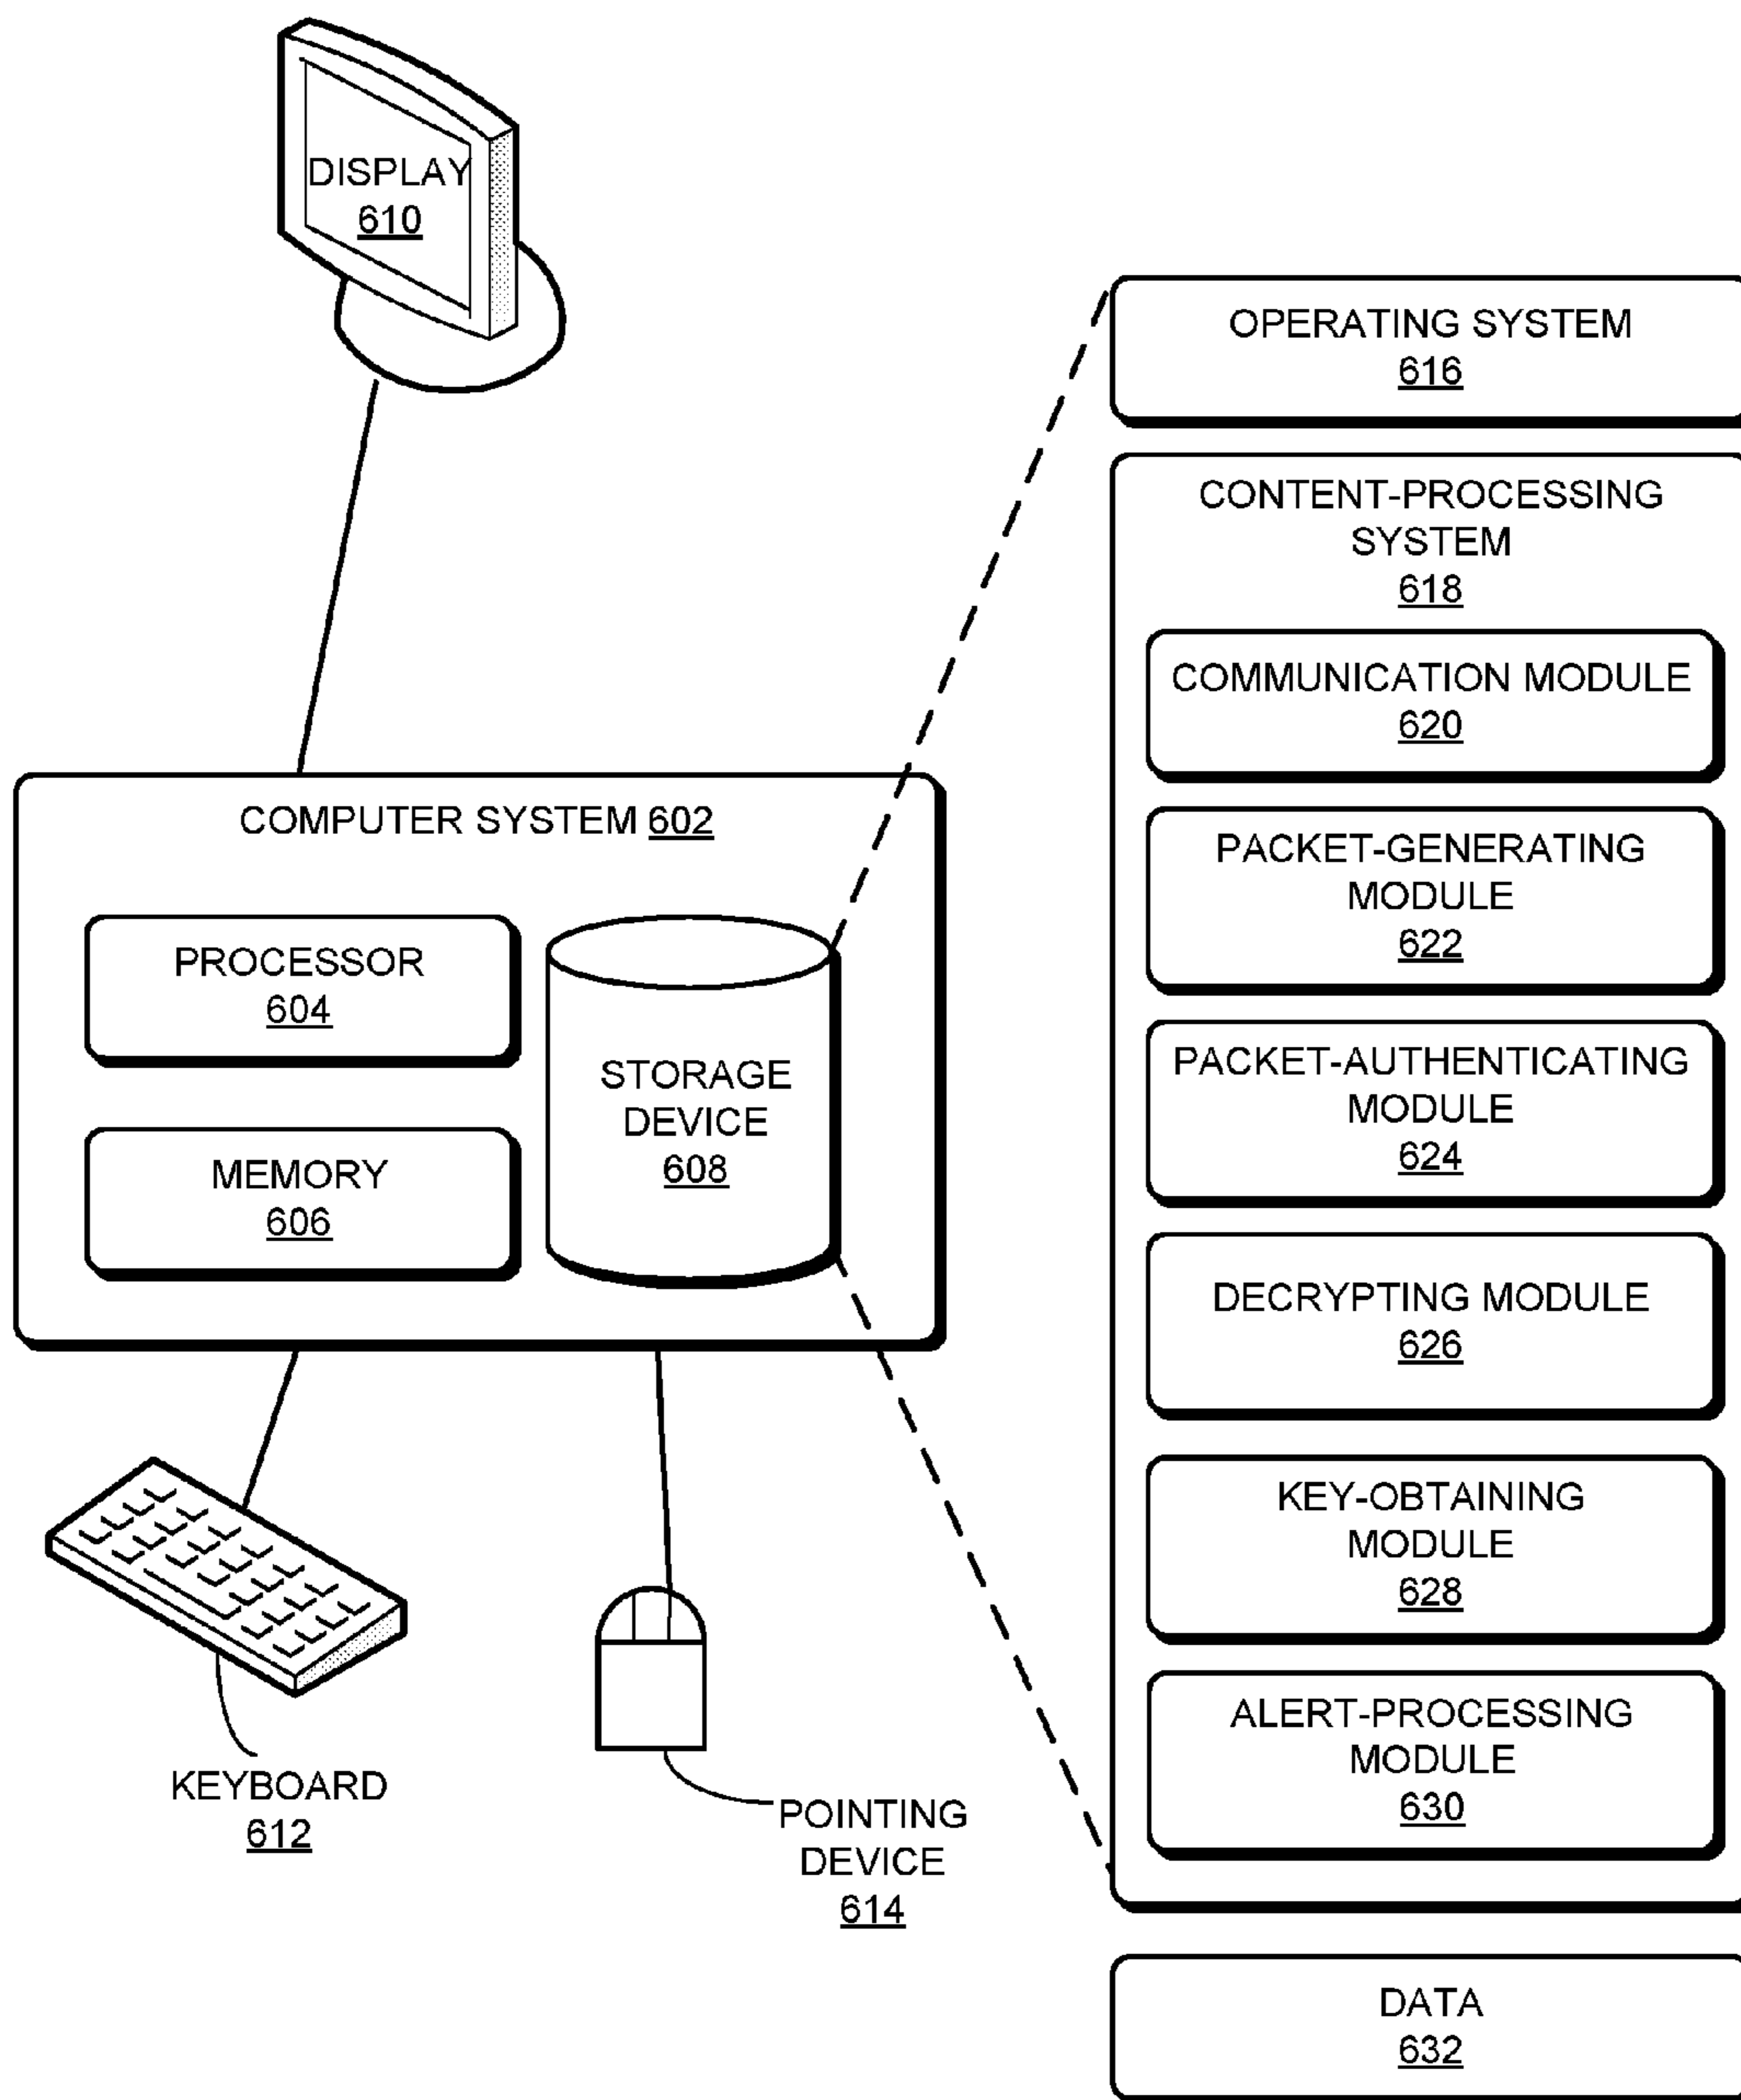 DISPLAY
610
COMPUTER SYSTEM 602
PROCESSOR
604
MEMORY
606
STORAGE
DEVICE
608
KEYBOARD
612
POINTING
DEVICE
614
OPERATING SYSTEM
616
CONTENT-PROCESSING
SYSTEM
618
COMMUNICATION MODULE
620
PACKET-GENERATING
MODULE
622
PACKET-AUTHENTICATING
MODULE
624
DECRYPTING MODULE
626
KEY-OBTAINING
MODULE
628
ALERT-PROCESSING
MODULE
630
DATA
632